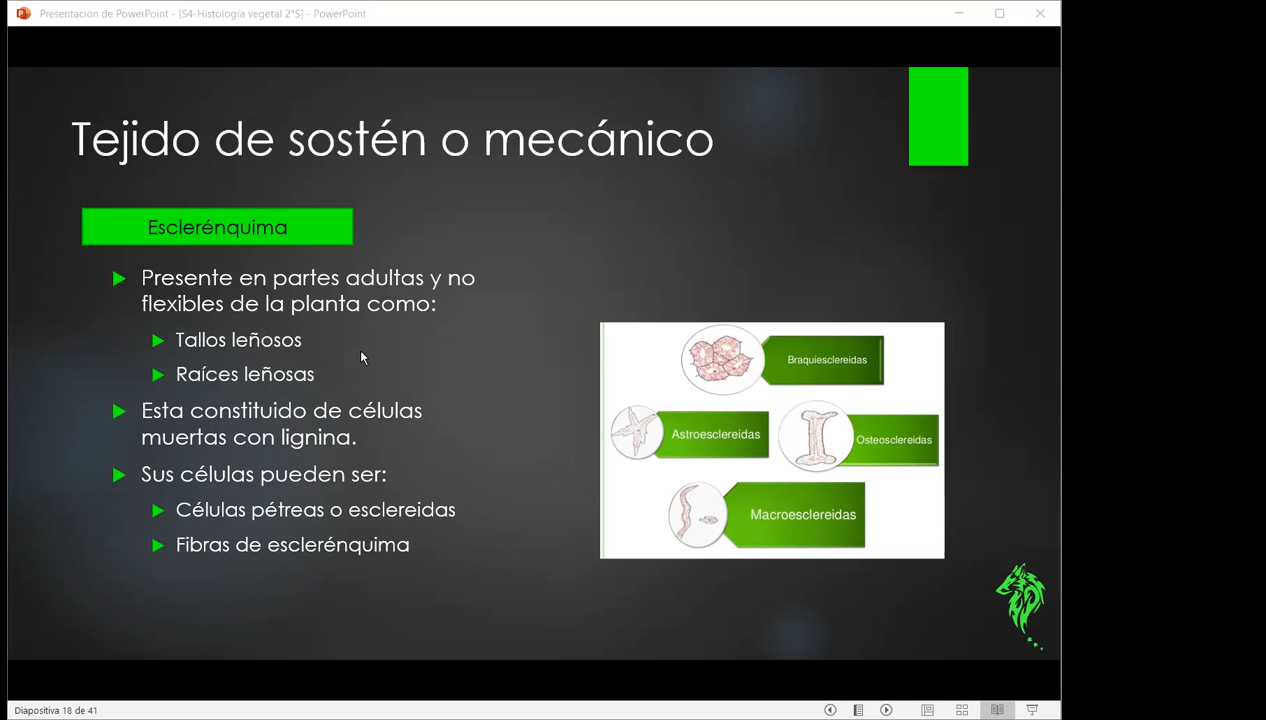 Presentación de PowerPoint - [S4-Histología vegetal 2°S] - PowerPoint
Tejido de sostén o mecánico
Esclerénquima
Presente en partes adultas y no
flexibles de la planta como:
Tallos leñosos
Raíces leñosas
Esta constituido de células
muertas con lignina.
Sus células pueden ser:
Células pétreas o esclereidas
Fibras de esclerénquima
Braquiesclereidas
Astroesclereidas
Osteosclereidas
Macroesclereidas
Diapositiva 18 de 41